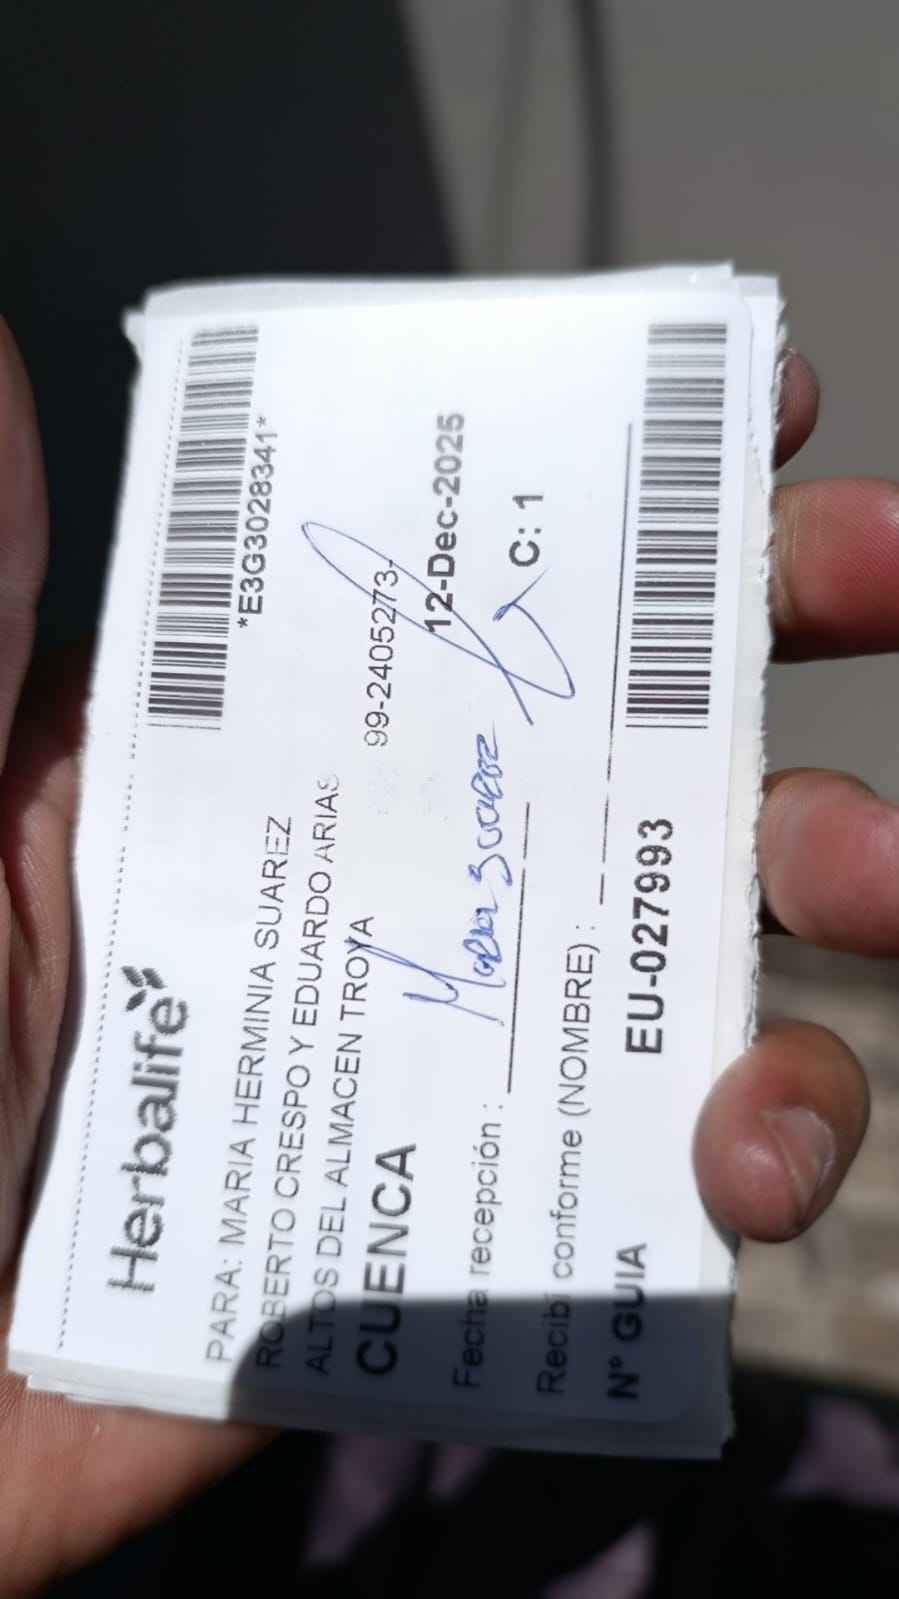 Herbalife
*E3G3028341*
PARA: MARIA HERMINIA SUAREZ
ROBERTO CRESPO Y EDUARDO ARIAS
ALTOS DEL ALMACEN TROYA
99-2405273-
CUENCA
12-Dec-2025
Fecha recepción :
C: 1
Recibí conforme (NOMBRE) :
N° GUIA EU-027993